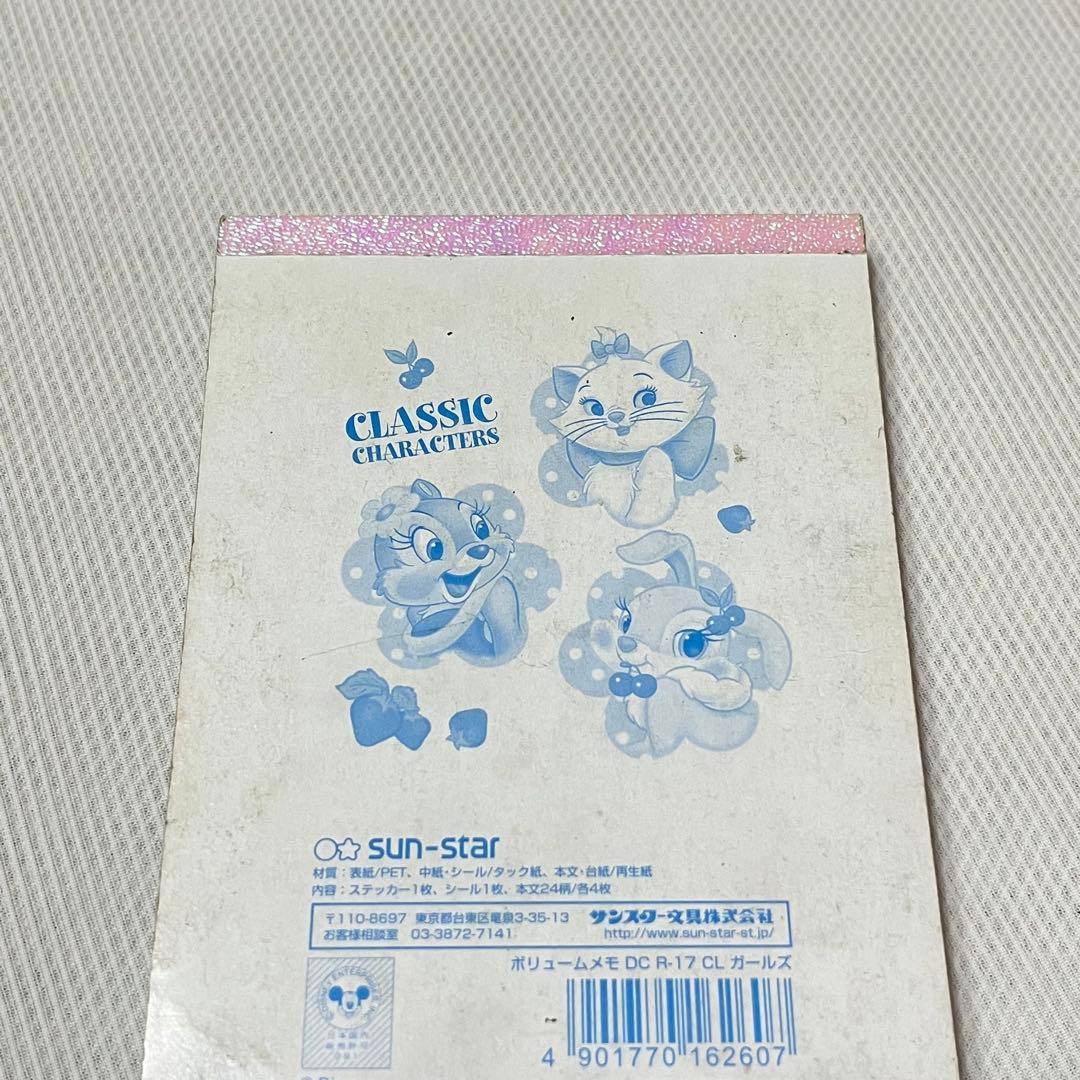 CLASSIC
CHARACTERS
sun-star
材質：表紙/PET、中紙・シール/タック紙、本文・台紙/再生紙
内容：ステッカー1枚、シール1枚、本文24柄/各4枚
〒110-8697 東京都台東区竜泉3-35-13 サンスター文具株式会社
お客様相談室 03-3872-7141 http://www.sun-star-st.jp/
ボリュームメモ DC R-17 CL ガールズ
日本国内
4 901770 162607